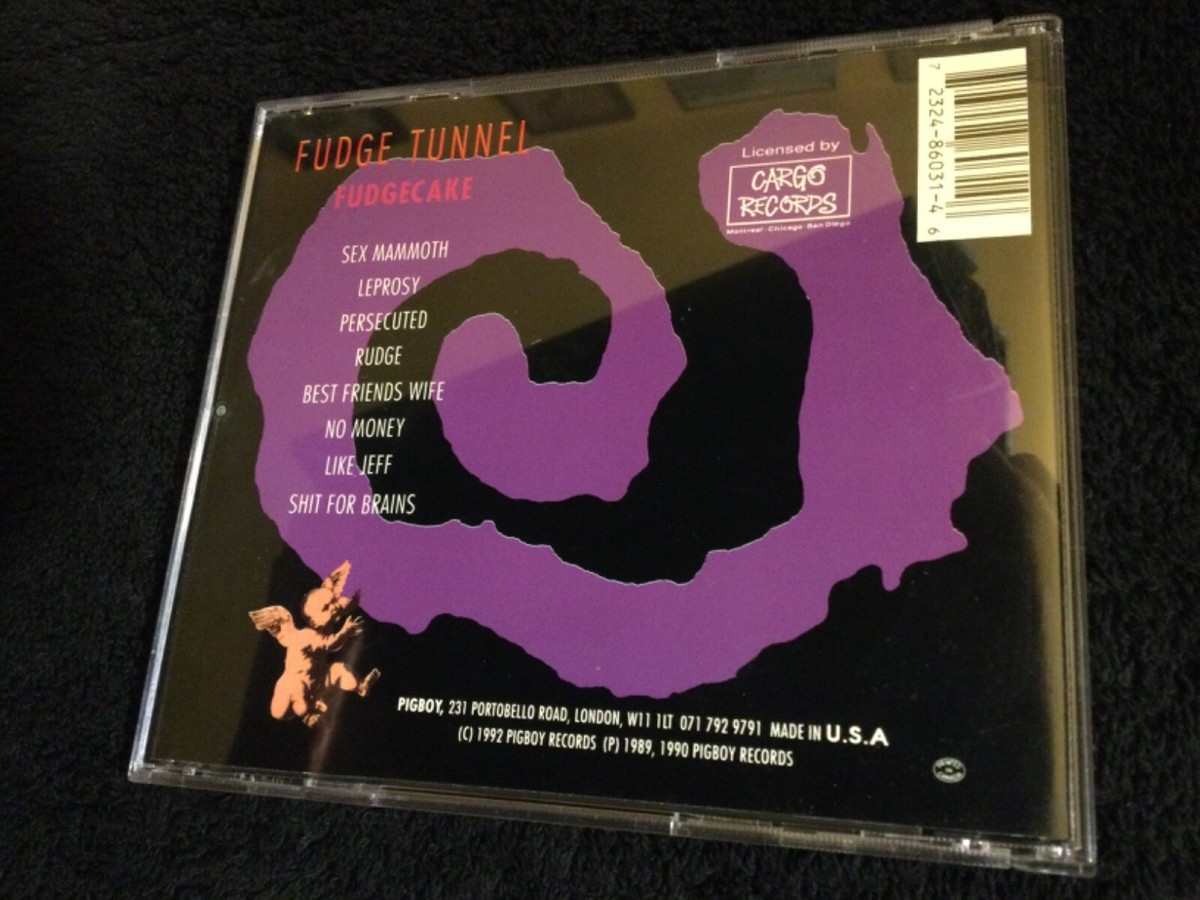 FUDGE TUNNEL
FUDGECAKE
SEX MAMMOTH
LEPROSY
PERSECUTED
RUDGE
BEST FRIENDS WIFE
NO MONEY
LIKE JEFF
SHIT FOR BRAINS
Licensed by
CARGO
RECORDS
Montreal·Chicago·San Diego
7 2324-86031-4 6
PIGBOY, 231 PORTOBELLO ROAD, LONDON, W11 1LT 071 792 9791 MADE IN U.S.A
(C) 1992 PIGBOY RECORDS (P) 1989, 1990 PIGBOY RECORDS